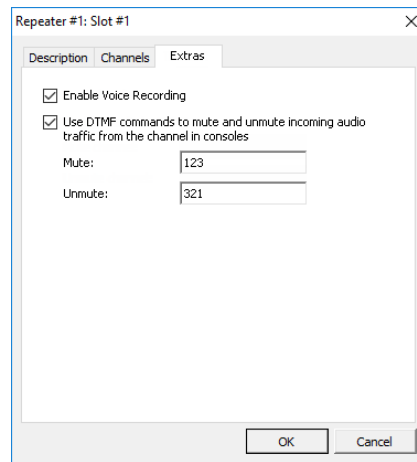 Repeater #1: Slot #1
Description Channels Extras
Enable Voice Recording
Use DTMF commands to mute and unmute incoming audio
traffic from the channel in consoles
Mute: 123
Unmute: 321
OK Cancel